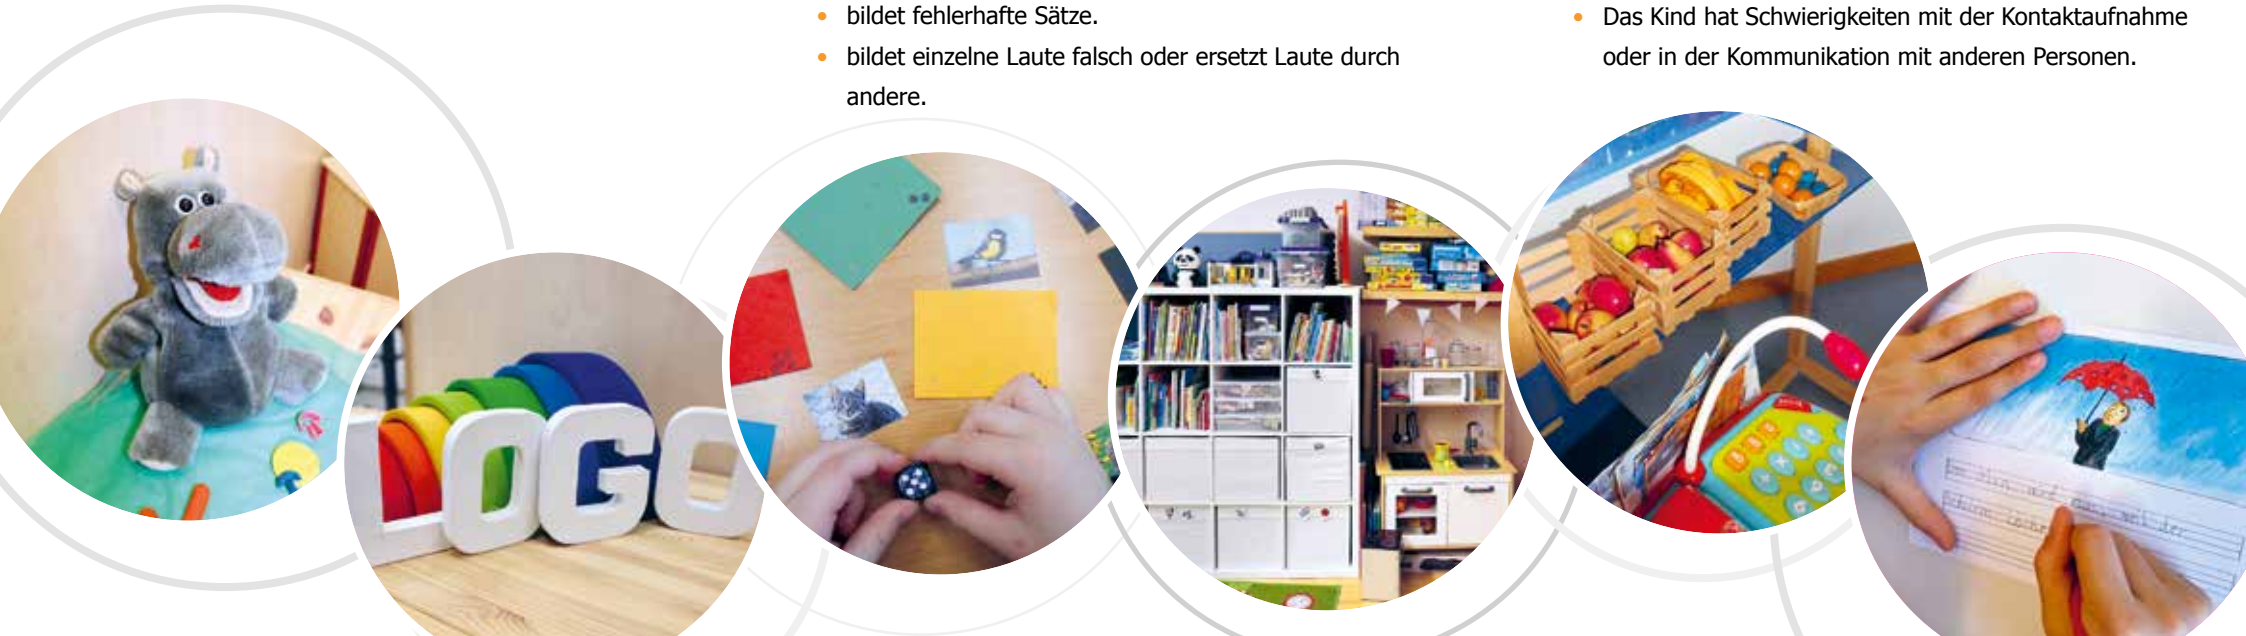 bildet fehlerhafte Sätze.
bildet einzelne Laute falsch oder ersetzt Laute durch
andere.
Das Kind hat Schwierigkeiten mit der Kontaktaufnahme
oder in der Kommunikation mit anderen Personen.
LOGO